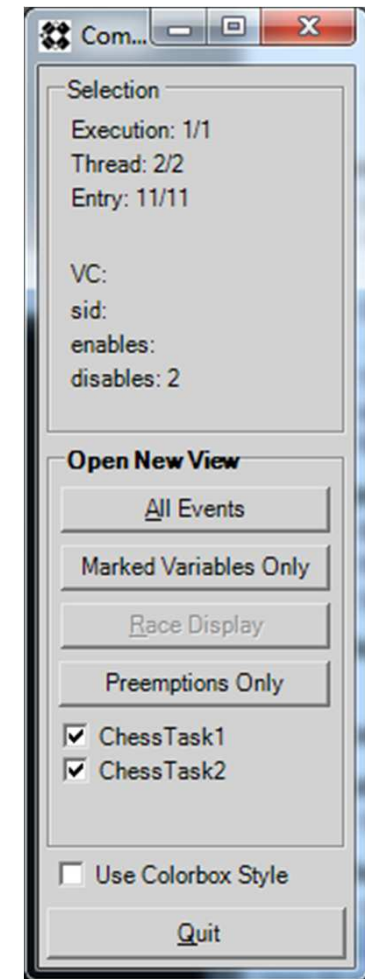 Com...
Selection
Execution: 1/1
Thread: 2/2
Entry: 11/11
VC:
sid:
enables:
disables: 2
Open New View
All Events
Marked Variables Only
Race Display
Preemptions Only
ChessTask1
ChessTask2
Use Colorbox Style
Quit